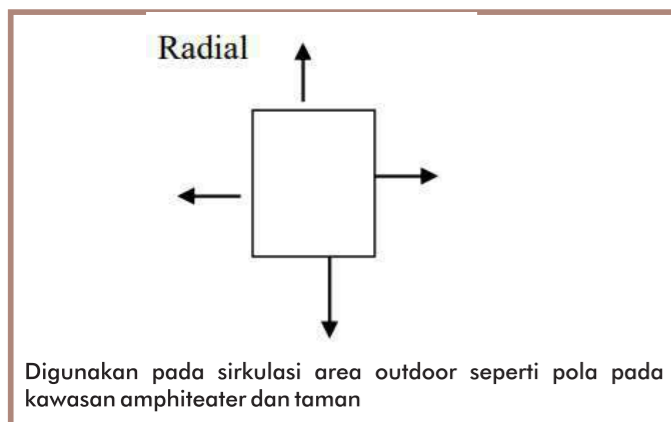 Radial
Digunakan pada sirkulasi area outdoor seperti pola pada
kawasan amphiteater dan taman